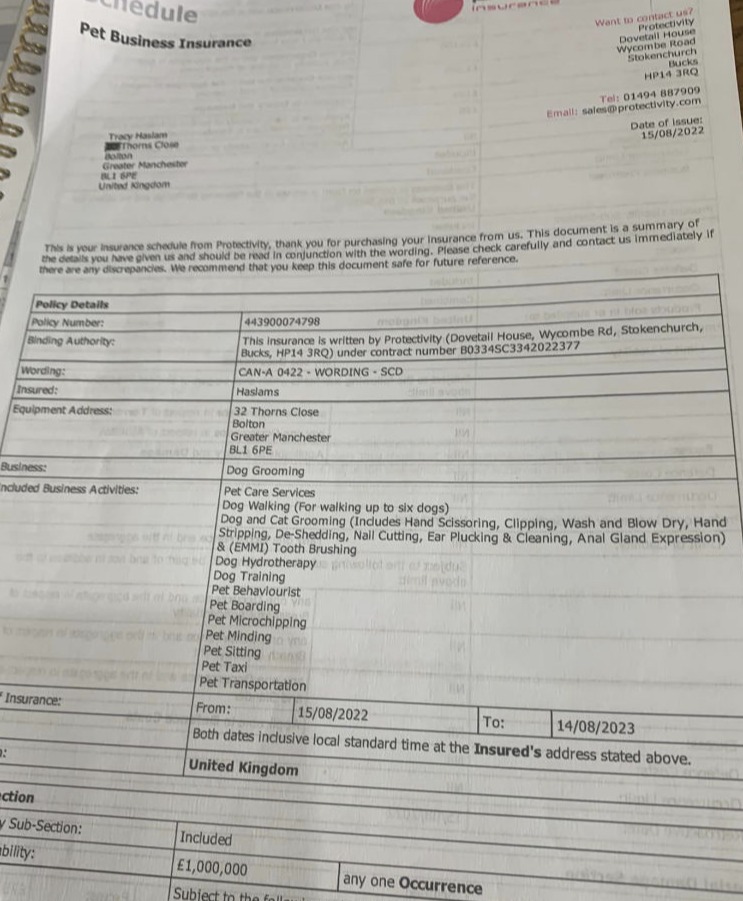 Schedule
Pet Business Insurance
insurance
Want to contact us?
Protectivity
Dovetail House
Wycombe Road
Stokenchurch
Bucks
HP14 3RQ
Tel: 01494 887909
Email: sales@protectivity.com
Date of Issue:
15/08/2022
Tracy Haslam
Thorns Close
Bolton
Greater Manchester
BL1 6PE
United Kingdom
This is your insurance schedule from Protectivity, thank you for purchasing your insurance from us. This document is a summary of
the details you have given us and should be read in conjunction with the wording. Please check carefully and contact us immediately if
there are any discrepancies. We recommend that you keep this document safe for future reference.
Policy Details
Policy Number: 443900074798
Binding Authority: This insurance is written by Protectivity (Dovetail House, Wycombe Rd, Stokenchurch,
Bucks, HP14 3RQ) under contract number B0334SC3342022377
Wording: CAN-A 0422 - WORDING - SCD
Insured: Haslams
Equipment Address: 32 Thorns Close
Bolton
Greater Manchester
BL1 6PE
Business: Dog Grooming
ncluded Business Activities: Pet Care Services
Dog Walking (For walking up to six dogs)
Dog and Cat Grooming (Includes Hand Scissoring, Clipping, Wash and Blow Dry, Hand
Stripping, De-Shedding, Nail Cutting, Ear Plucking & Cleaning, Anal Gland Expression)
& (EMMI) Tooth Brushing
Dog Hydrotherapy
Dog Training
Pet Behaviourist
Pet Boarding
Pet Microchipping
Pet Minding
Pet Sitting
Pet Taxi
Pet Transportation
Insurance: From: 15/08/2022 To: 14/08/2023
Both dates inclusive local standard time at the Insured's address stated above.
United Kingdom
ction
y Sub-Section: Included
bility: £1,000,000 any one Occurrence
Subject to the